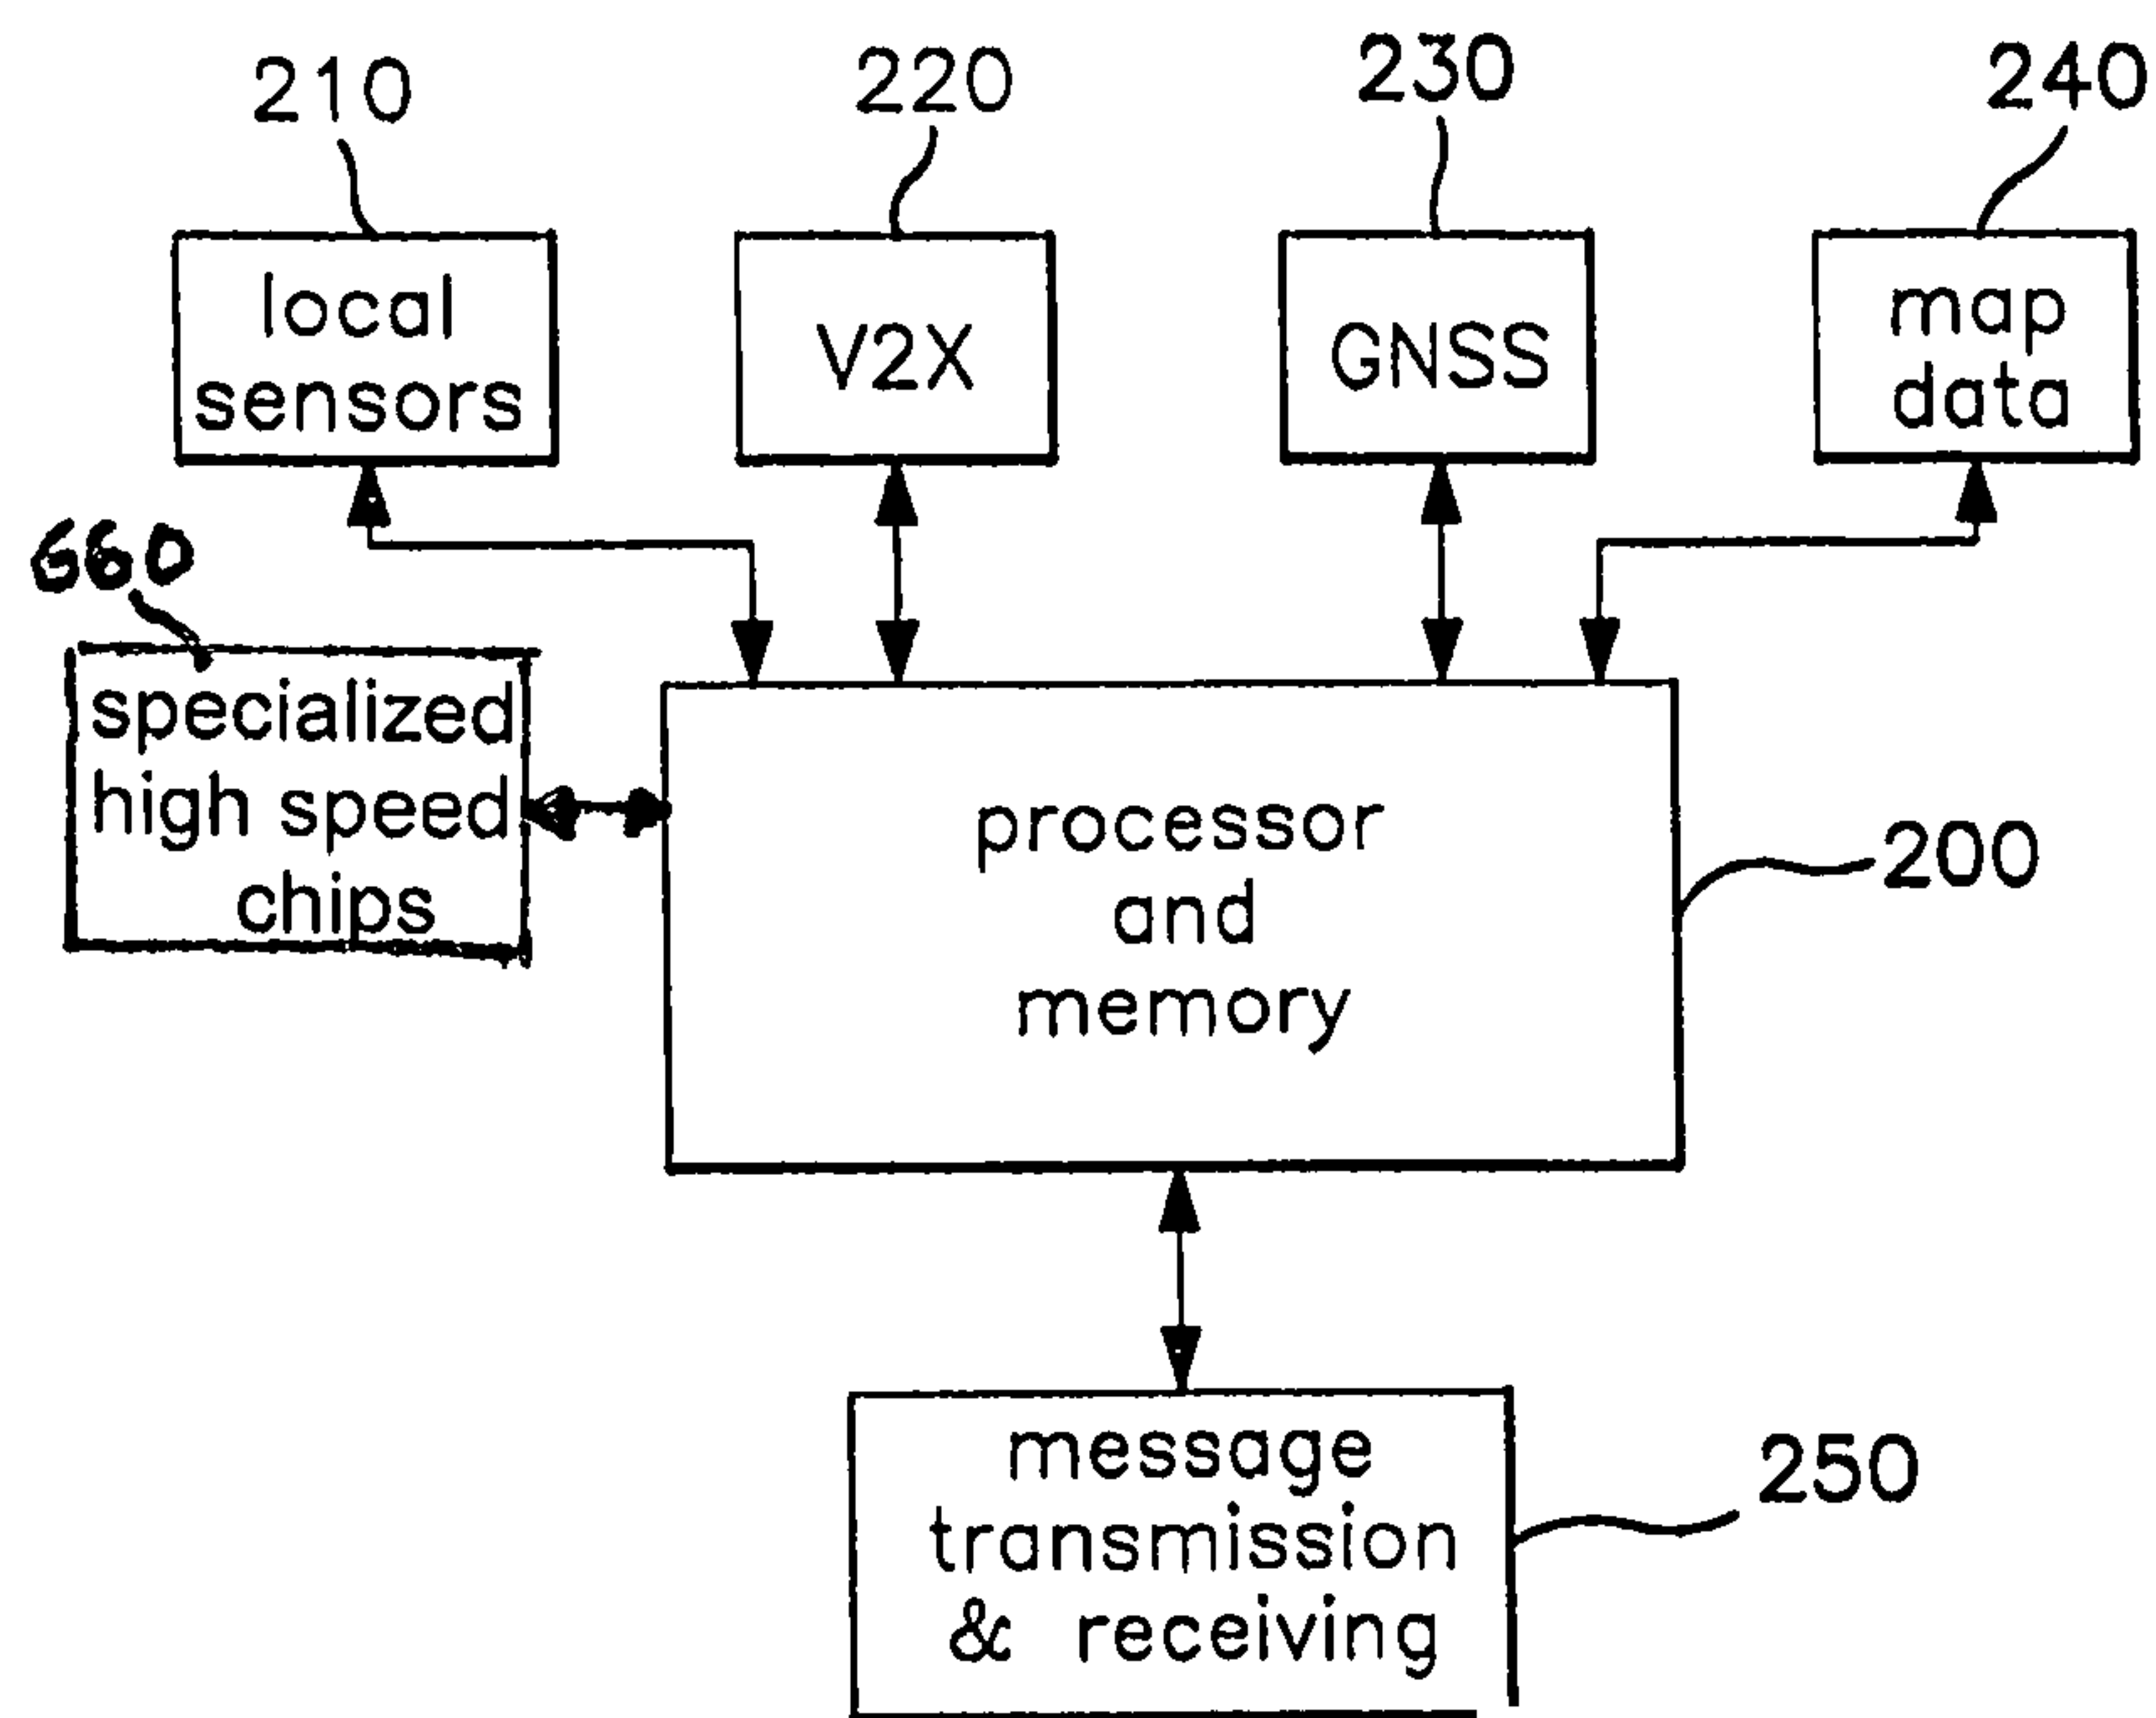 210
220
230
240
local
sensors
V2X
GNSS
map
data
660
specialized
high speed
chips
processor
and
memory
200
message
transmission
& receiving
250